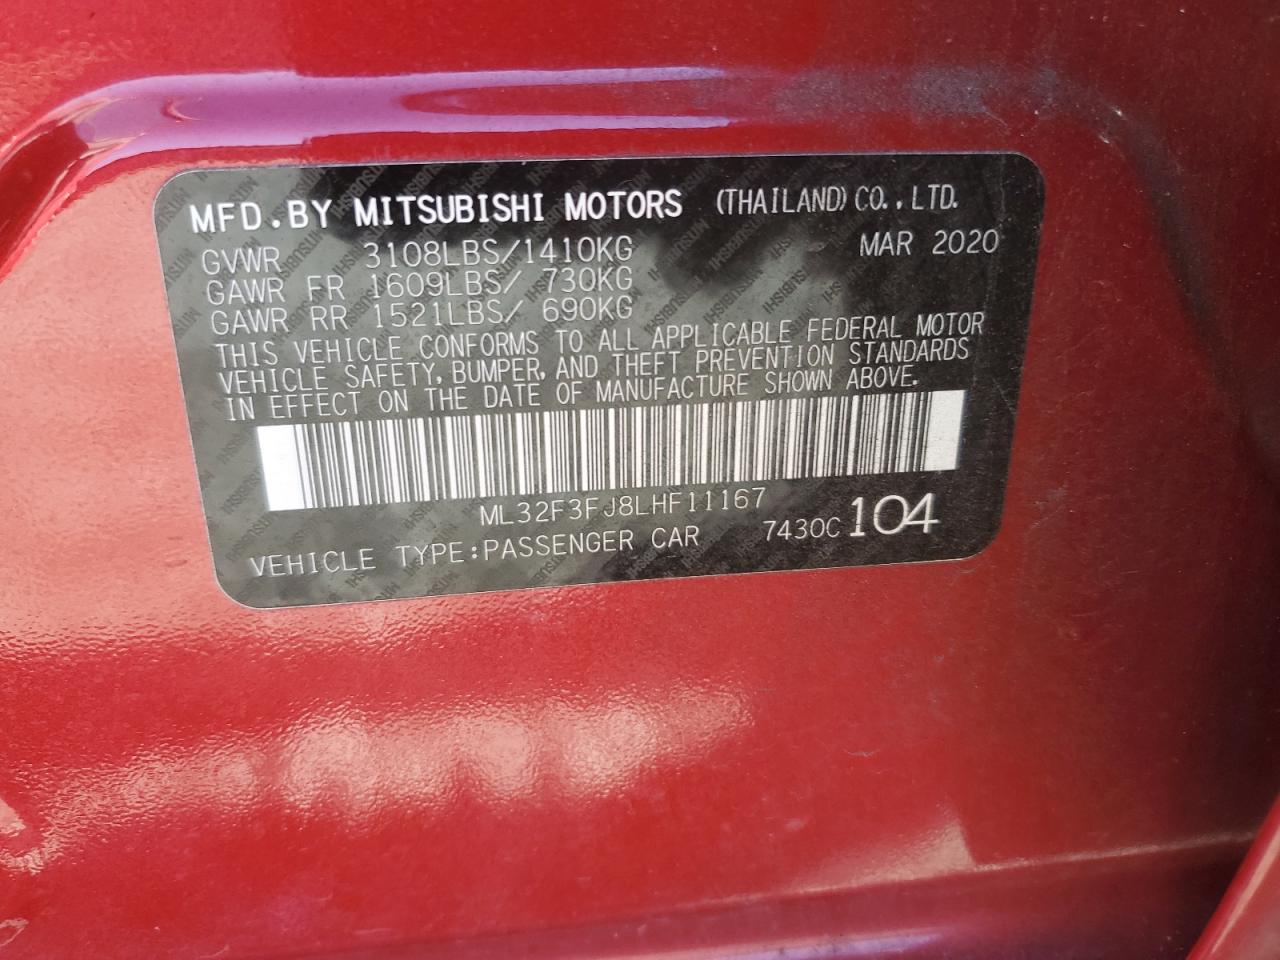 MFD.BY MITSUBISHI MOTORS (THAILAND) CO.,LTD.
GVWR 3108LBS/1410KG MAR 2020
GAWR FR 1609LBS/ 730KG
GAWR RR 1521LBS/ 690KG
THIS VEHICLE CONFORMS TO ALL APPLICABLE FEDERAL MOTOR
VEHICLE SAFETY, BUMPER, AND THEFT PREVENTION STANDARDS
IN EFFECT ON THE DATE OF MANUFACTURE SHOWN ABOVE.
ML32F3FJ8LHF11167
VEHICLE TYPE:PASSENGER CAR 7430C 104